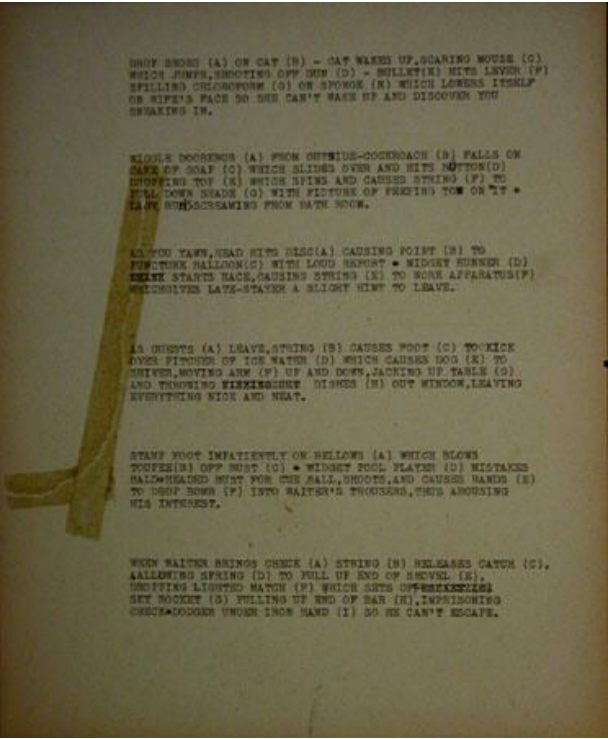 DROP SHOES (A) ON CAT (B) - CAT WAKES UP,SCARING MOUSE (C)
WHICH JUMPS,SHOOTING OFF GUN (D) - BULLET(E) HITS LEVER (F)
SPILLING CHLOROFORM (G) ON SPONGE (H) WHICH LOWERS ITSELF
ON WIFE'S FACE SO SHE CAN'T WAKE UP AND DISCOVER YOU
SNEAKING IN.
WIGGLE DOORKNOB (A) FROM OUTSIDE-COCKROACH (B) FALLS ON
CAKE OF SOAP (C) WHICH SLIDES OVER AND HITS BUTTON(D)
DROPPING TOP (E) WHICH SPINS AND CAUSES STRING (F) TO
PULL DOWN SHADE (G) WITH PICTURE OF PEEPING TOM ON IT -
LADY RUNS SCREAMING FROM BATH ROOM.
AS YOU YAWN,HEAD HITS DISC(A) CAUSING POINT (B) TO
PUNCTURE BALLOON(C) WITH LOUD REPORT - MIDGET RUNNER (D)
STARTS RACE,CAUSING STRING (E) TO WORK APPARATUS(F)
WHICHGIVES LATE-STAYER A SLIGHT HINT TO LEAVE.
AS GUESTS (A) LEAVE,STRING (B) CAUSES FOOT (C) TOCKICK
OVER PITCHER OF ICE WATER (D) WHICH CAUSES DOG (E) TO
SHIVER,MOVING ARM (F) UP AND DOWN,JACKING UP TABLE (G)
AND THROWING DISHES (H) OUT WINDOW,LEAVING
EVERYTHING NICE AND NEAT.
STAMP FOOT IMPATIENTLY ON BELLOWS (A) WHICH BLOWS
TOUPEE(B) OFF BUST (C) - MIDGET POOL PLAYER (D) MISTAKES
BALD-HEADED BUST FOR CUE BALL,SHOOTS,AND CAUSES HANDS (E)
TO DROP BOMB (F) INTO WAITER'S TROUSERS,THUS AROUSING
HIS INTEREST.
WHEN WAITER BRINGS CHECK (A) STRING (B) RELEASES CATCH (C),
AALLOWING SPRING (D) TO PULL UP END OF SHOVEL (E),
DROPPING LIGHTED MATCH (F) WHICH SETS OFF
SKY ROCKET (G) PULLING UP END OF BAR (H),IMPRISONING
CHECK-DODGER UNDER IRON HAND (I) SO HE CAN'T ESCAPE.